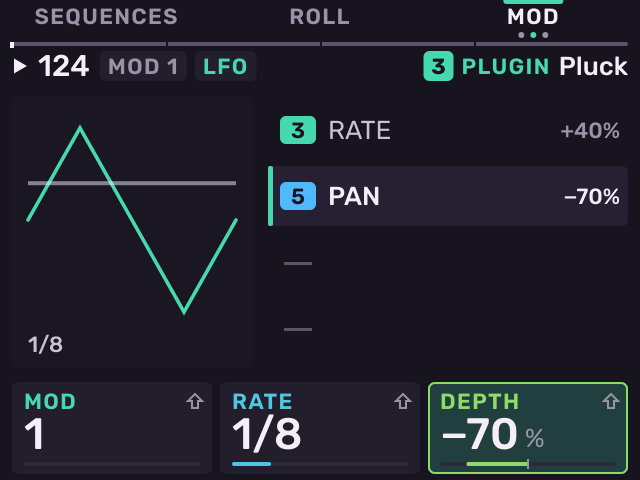 SEQUENCES ROLL MOD
124 MOD 1 LFO 3 PLUGIN Pluck
3 RATE +40%
5 PAN −70%
1/8
MOD RATE DEPTH
1 1/8 −70 %